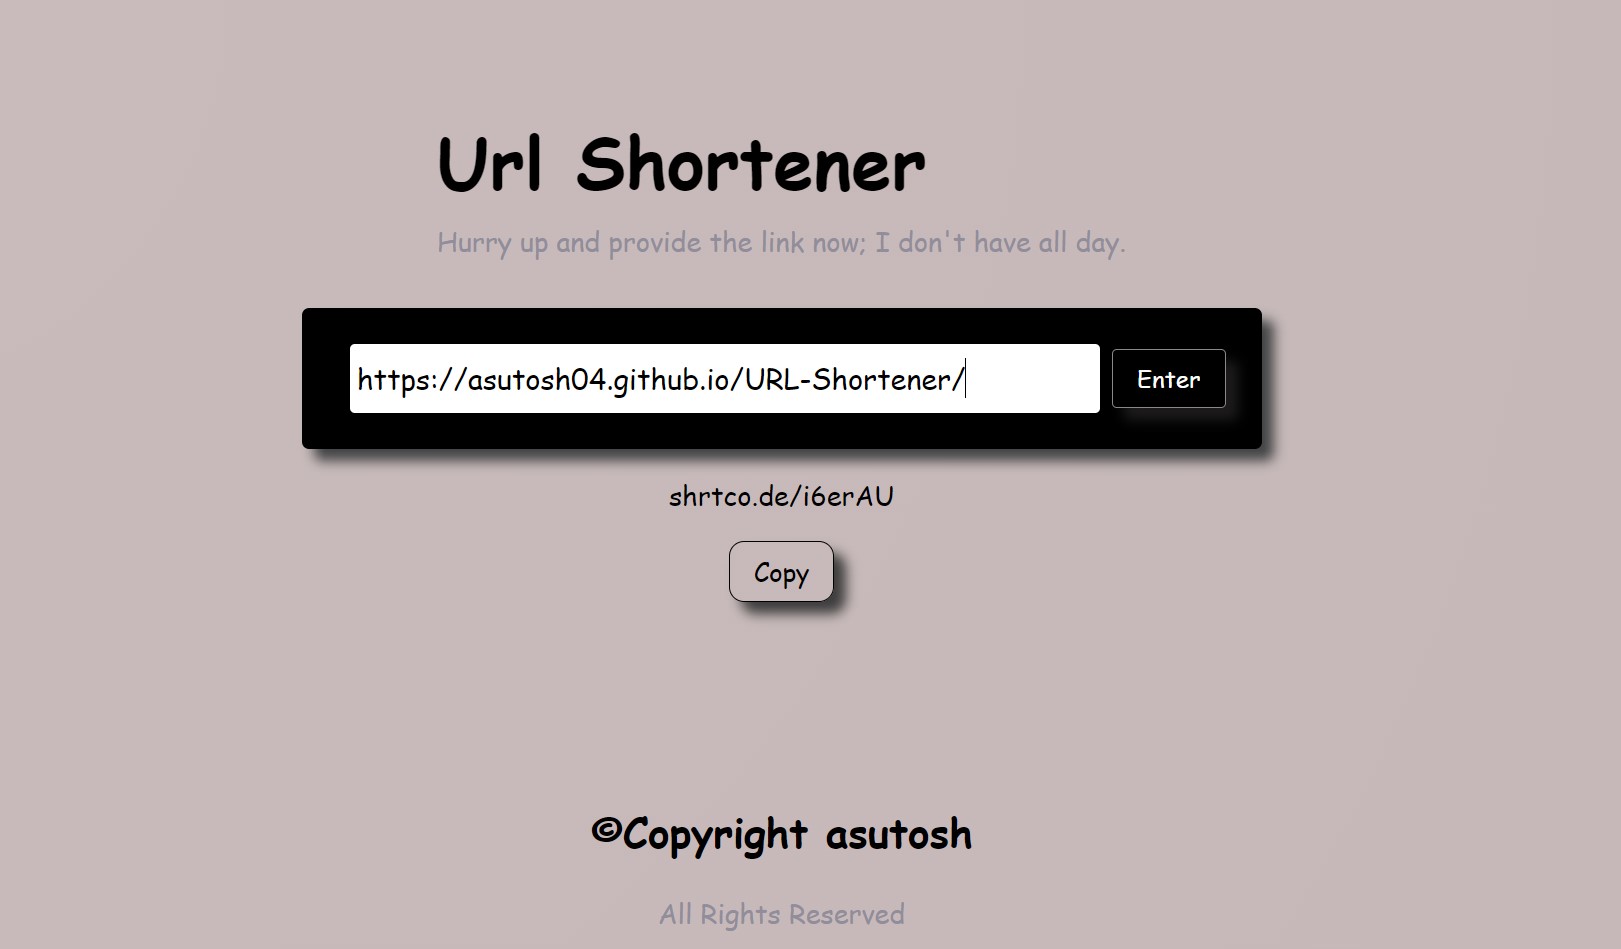 Url Shortener
Hurry up and provide the link now; I don't have all day.
https://asutosh04.github.io/URL-Shortener/
Enter
shrtco.de/i6erAU
Copy
©Copyright asutosh
All Rights Reserved